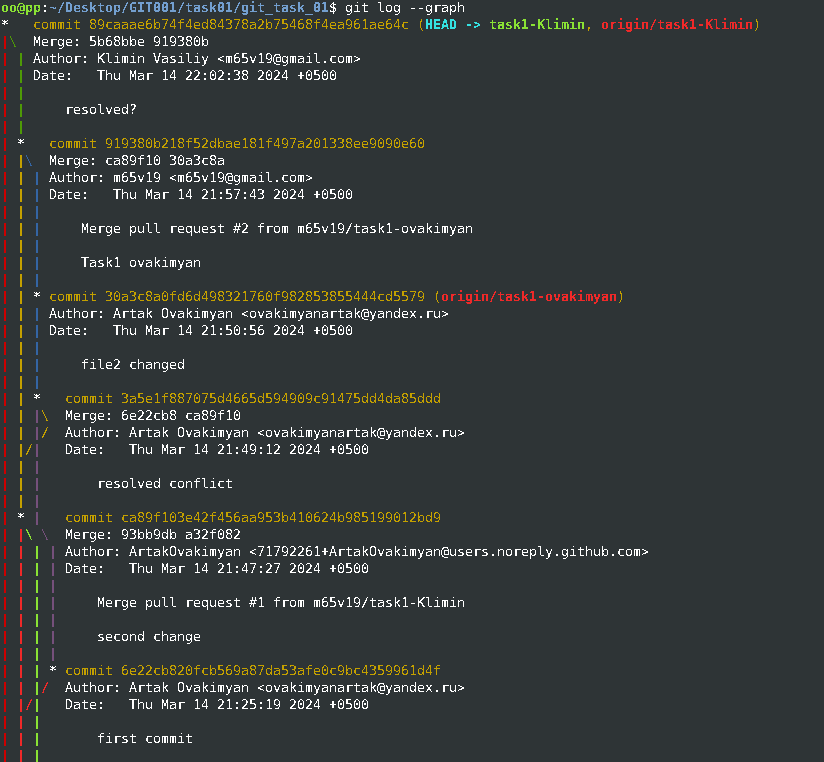 oo@pp:~/Desktop/GIT001/task01/git_task_01$ git log --graph
*   commit 89caaae6b74f4ed84378a2b75468f4ea961ae64c (HEAD -> task1-Klimin, origin/task1-Klimin)
|\  Merge: 5b68bbe 919380b
| | Author: Klimin Vasiliy <m65v19@gmail.com>
| | Date:   Thu Mar 14 22:02:38 2024 +0500
| |
| |     resolved?
| |
| *   commit 919380b218f52dbae181f497a201338ee9090e60
| |\  Merge: ca89f10 30a3c8a
| | | Author: m65v19 <m65v19@gmail.com>
| | | Date:   Thu Mar 14 21:57:43 2024 +0500
| | |
| | |     Merge pull request #2 from m65v19/task1-ovakimyan
| | |
| | |     Task1 ovakimyan
| | |
| | * commit 30a3c8a0fd6d498321760f982853855444cd5579 (origin/task1-ovakimyan)
| | | Author: Artak Ovakimyan <ovakimyanartak@yandex.ru>
| | | Date:   Thu Mar 14 21:50:56 2024 +0500
| | |
| | |     file2 changed
| | |
| | *   commit 3a5e1f887075d4665d594909c91475dd4da85ddd
| | |\  Merge: 6e22cb8 ca89f10
| | |/  Author: Artak Ovakimyan <ovakimyanartak@yandex.ru>
| |/|   Date:   Thu Mar 14 21:49:12 2024 +0500
| | |
| | |       resolved conflict
| | |
| * |   commit ca89f103e42f456aa953b410624b985199012bd9
| |\ \  Merge: 93bb9db a32f082
| | | | Author: ArtakOvakimyan <71792261+ArtakOvakimyan@users.noreply.github.com>
| | | | Date:   Thu Mar 14 21:47:27 2024 +0500
| | | |
| | | |     Merge pull request #1 from m65v19/task1-Klimin
| | | |
| | | |     second change
| | | |
| | | * commit 6e22cb820fcb569a87da53afe0c9bc4359961d4f
| | |/  Author: Artak Ovakimyan <ovakimyanartak@yandex.ru>
| |/|   Date:   Thu Mar 14 21:25:19 2024 +0500
| | |
| | |       first commit
| | |